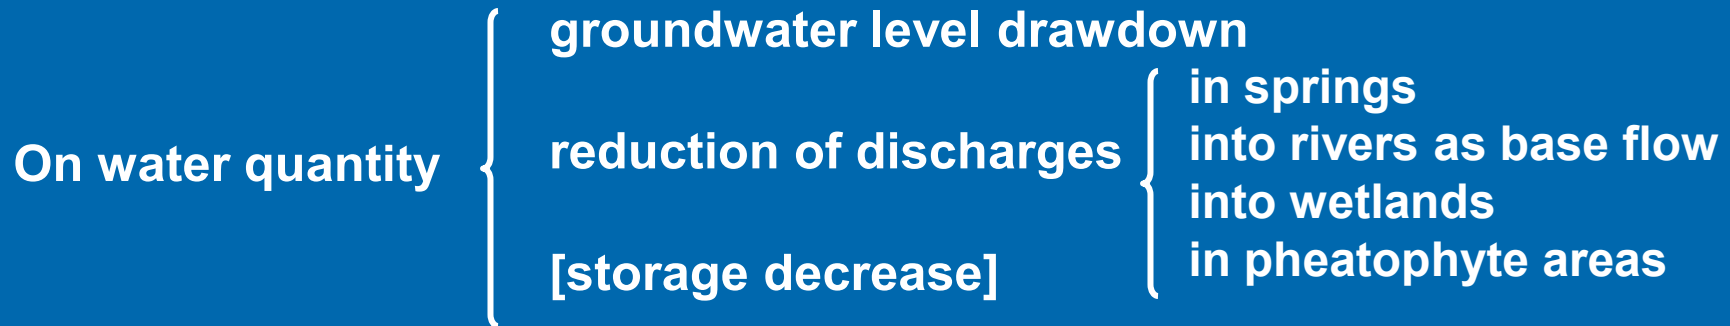 On water quantity
groundwater level drawdown
reduction of discharges
in springs
into rivers as base flow
into wetlands
in pheatophyte areas
[storage decrease]